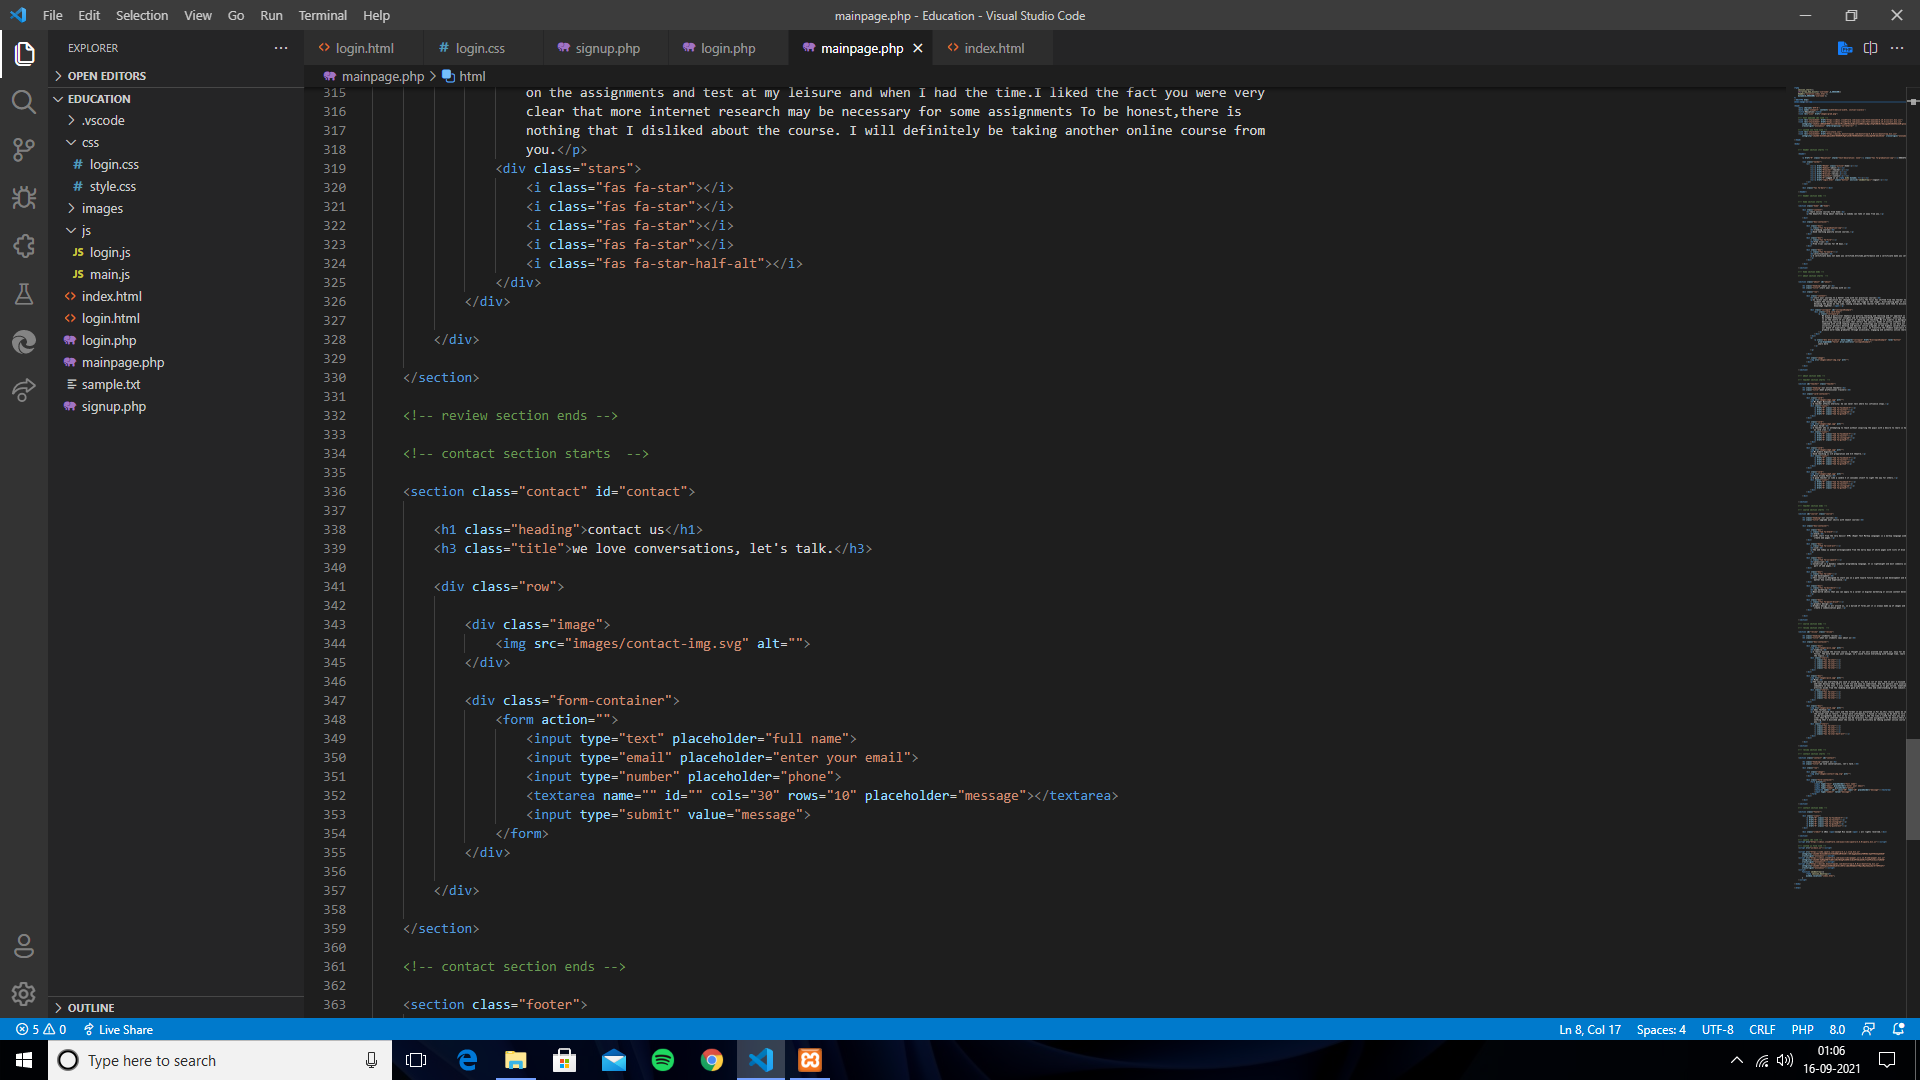 File Edit Selection View Go Run Terminal Help
mainpage.php - Education - Visual Studio Code
EXPLORER
login.html
login.css
signup.php
login.php
mainpage.php
index.html
OPEN EDITORS
mainpage.php > html
EDUCATION
.vscode
css
login.css
style.css
images
js
login.js
main.js
index.html
login.html
login.php
mainpage.php
sample.txt
signup.php
OUTLINE
315 on the assignments and test at my leisure and when I had the time.I liked the fact you were very
316 clear that more internet research may be necessary for some assignments To be honest,there is
317 nothing that I disliked about the course. I will definitely be taking another online course from
318 you.</p>
319 <div class="stars">
320 <i class="fas fa-star"></i>
321 <i class="fas fa-star"></i>
322 <i class="fas fa-star"></i>
323 <i class="fas fa-star"></i>
324 <i class="fas fa-star-half-alt"></i>
325 </div>
326 </div>
327
328 </div>
329
330 </section>
331
332 <!-- review section ends -->
333
334 <!-- contact section starts  -->
335
336 <section class="contact" id="contact">
337
338 <h1 class="heading">contact us</h1>
339 <h3 class="title">we love conversations, let's talk.</h3>
340
341 <div class="row">
342
343 <div class="image">
344 <img src="images/contact-img.svg" alt="">
345 </div>
346
347 <div class="form-container">
348 <form action="">
349 <input type="text" placeholder="full name">
350 <input type="email" placeholder="enter your email">
351 <input type="number" placeholder="phone">
352 <textarea name="" id="" cols="30" rows="10" placeholder="message"></textarea>
353 <input type="submit" value="message">
354 </form>
355 </div>
356
357 </div>
358
359 </section>
360
361 <!-- contact section ends -->
362
363 <section class="footer">
5 0 Live Share
Ln 8, Col 17 Spaces: 4 UTF-8 CRLF PHP 8.0
Type here to search
01:06
16-09-2021